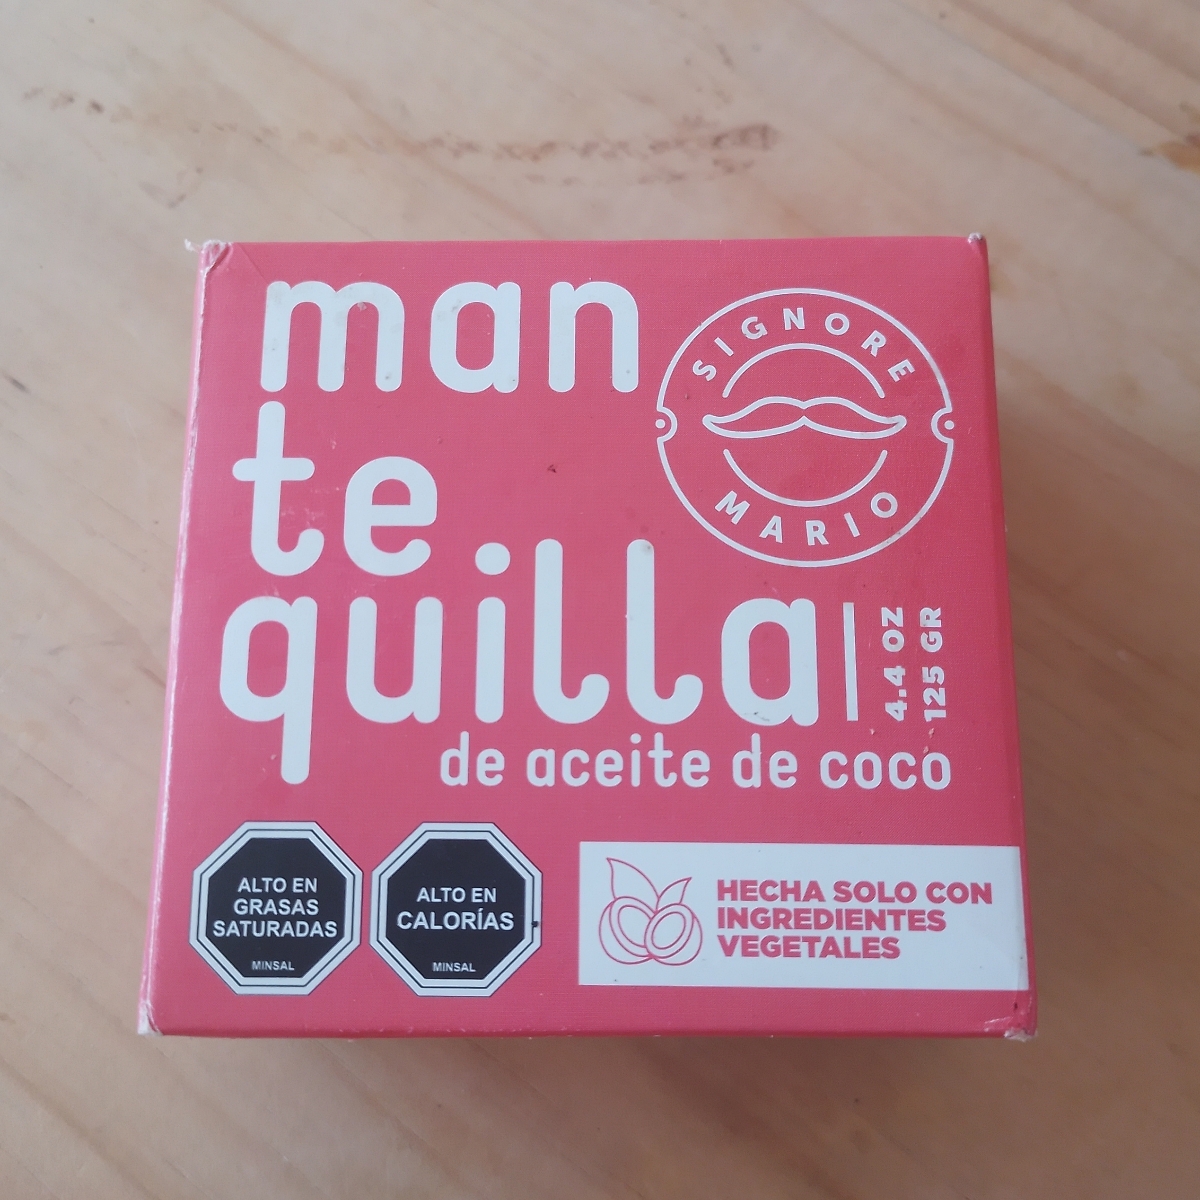 man
te
quilla
SIGNORE
MARIO
4.4 OZ
125 GR
de aceite de coco
ALTO EN
GRASAS
SATURADAS
MINSAL
ALTO EN
CALORÍAS
MINSAL
HECHA SOLO CON
INGREDIENTES
VEGETALES